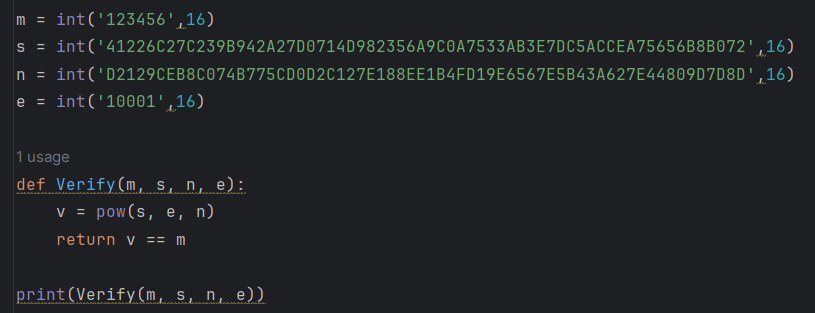 m = int('123456',16)
s = int('41226C27C239B942A27D0714D982356A9C0A7533AB3E7DC5ACCEA75656B8B072',16)
n = int('D2129CEB8C074B775CD0D2C127E188EE1B4FD19E6567E5B43A627E44809D7D8D',16)
e = int('10001',16)
1 usage
def Verify(m, s, n, e):
    v = pow(s, e, n)
    return v == m
print(Verify(m, s, n, e))